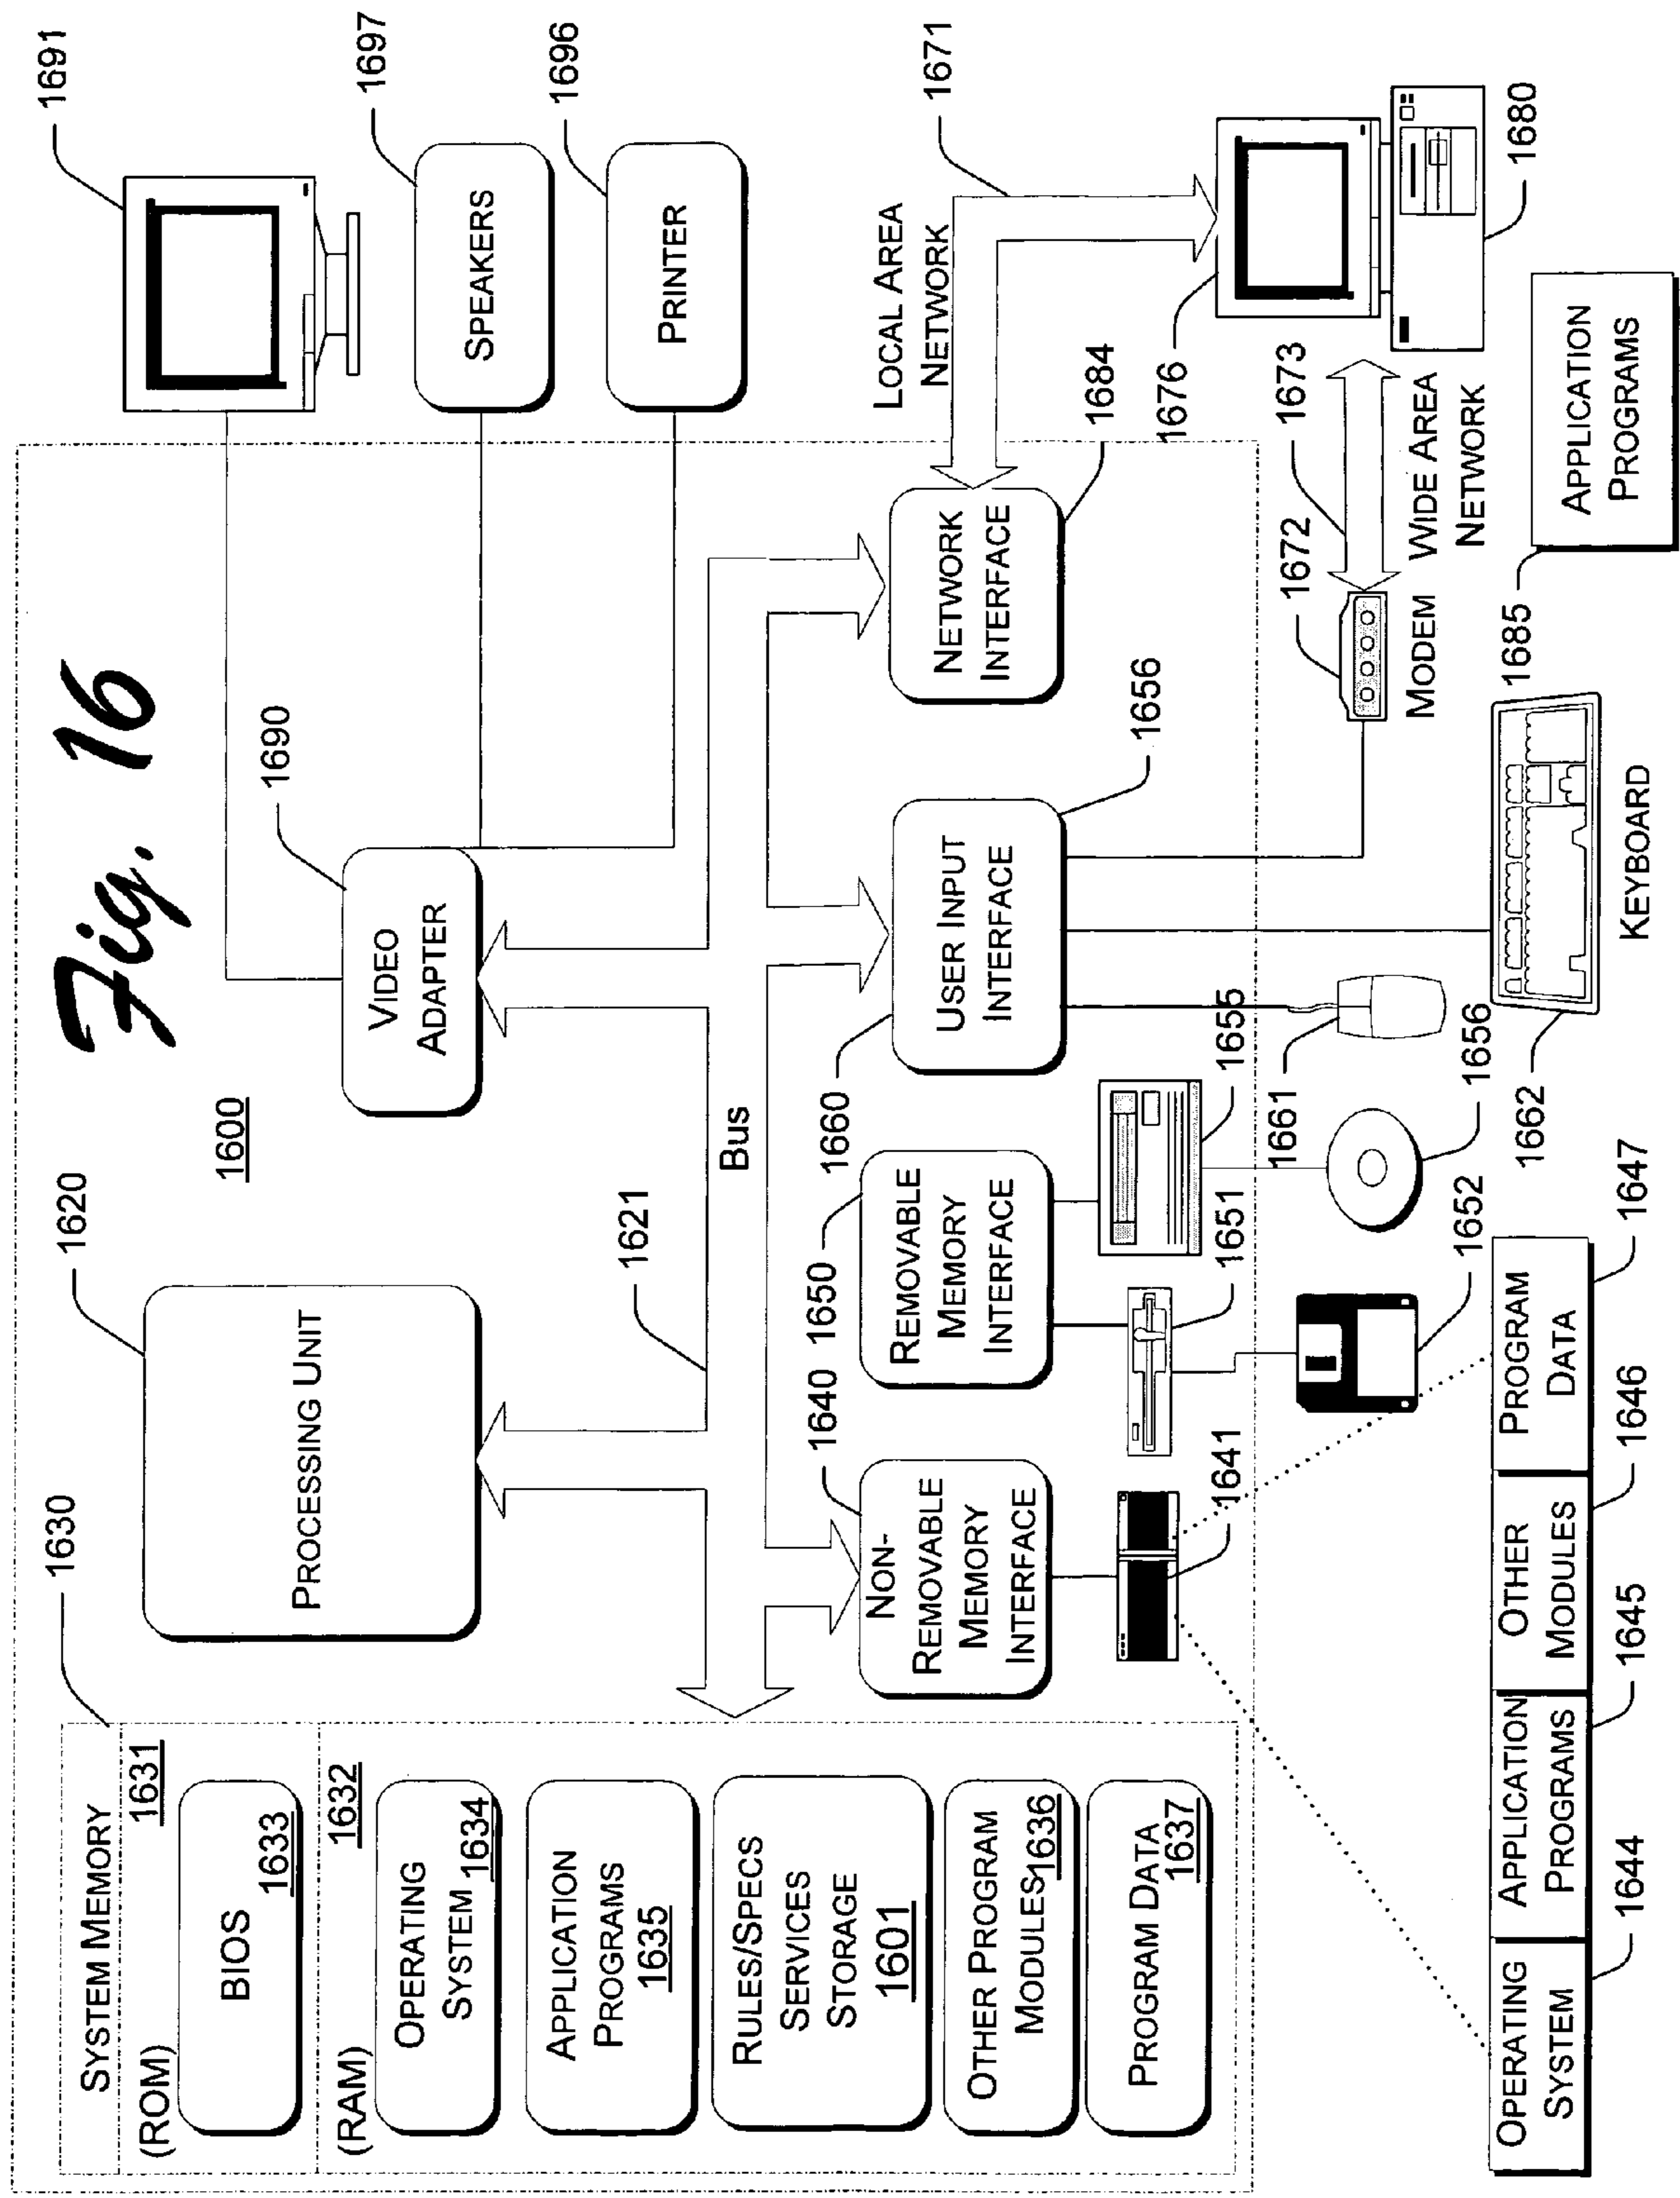 Fig. 16
1600
SYSTEM MEMORY
1630
(ROM) 1631
BIOS
1633
(RAM) 1632
OPERATING
SYSTEM 1634
APPLICATION
PROGRAMS
1635
RULES/SPECS
SERVICES
STORAGE
1601
OTHER PROGRAM
MODULES 1636
PROGRAM DATA
1637
1620
PROCESSING UNIT
1621
Bus
1690
VIDEO
ADAPTER
1691
1697
SPEAKERS
1696
PRINTER
1640
NON-
REMOVABLE
MEMORY
INTERFACE
1650
REMOVABLE
MEMORY
INTERFACE
1660
USER INPUT
INTERFACE
1656
NETWORK
INTERFACE
1684
LOCAL AREA
NETWORK
1671
1676
1641
1651
1655
1661
1652
1656
1662
KEYBOARD
1672
MODEM
1673
WIDE AREA
NETWORK
1680
1685
APPLICATION
PROGRAMS
OPERATING
SYSTEM
1644
APPLICATION
PROGRAMS
1645
OTHER
MODULES
1646
PROGRAM
DATA
1647